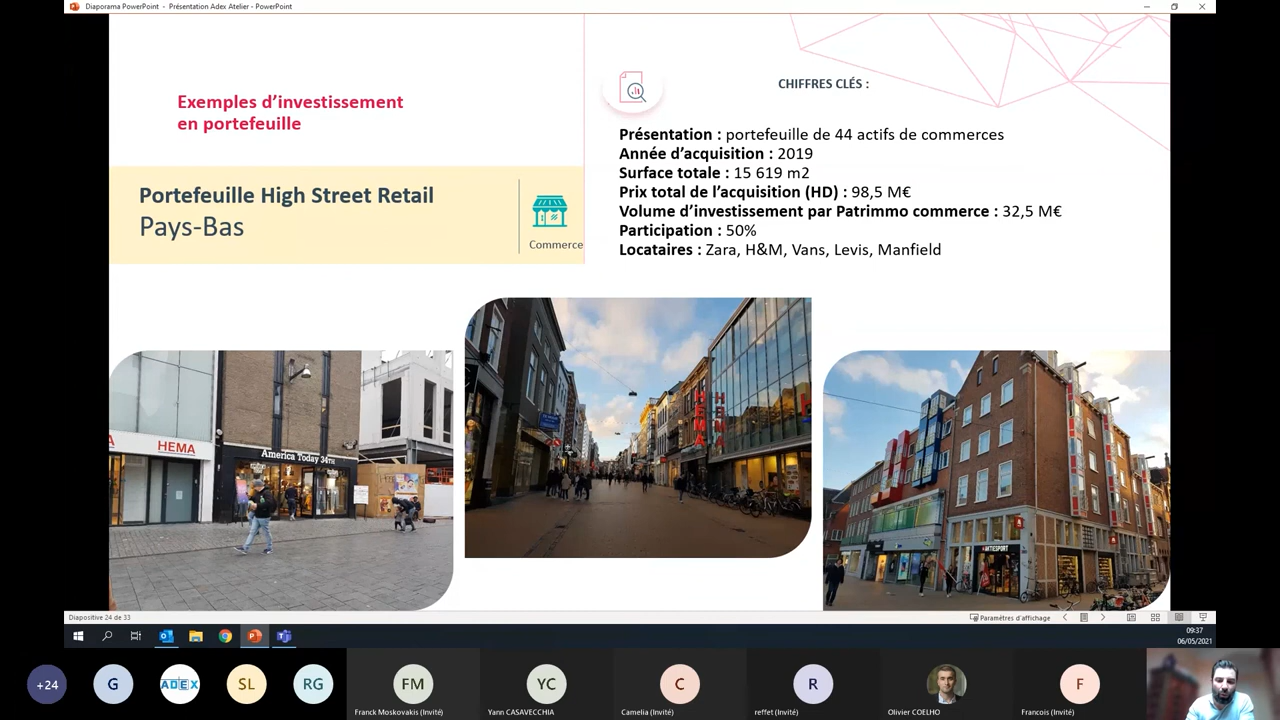 Diaporama PowerPoint - Présentation Adex Atelier - PowerPoint
Exemples d’investissement
en portefeuille
Portefeuille High Street Retail
Pays-Bas
Commerce
CHIFFRES CLÉS :
Présentation : portefeuille de 44 actifs de commerces
Année d’acquisition : 2019
Surface totale : 15 619 m2
Prix total de l’acquisition (HD) : 98,5 M€
Volume d’investissement par Patrimmo commerce : 32,5 M€
Participation : 50%
Locataires : Zara, H&M, Vans, Levis, Manfield
HEMA
America Today 34TH
HEMA
HEMA
AKTIESPORT
Diapositive 24 de 33
Paramètres d'affichage
09:37
06/05/2021
+24
G
ADEX
SL
RG
FM
YC
C
R
F
Franck Moskovakis (Invité)
Yann CASAVECCHIA
Camelia (Invité)
reffet (Invité)
Olivier COELHO
Francois (Invité)